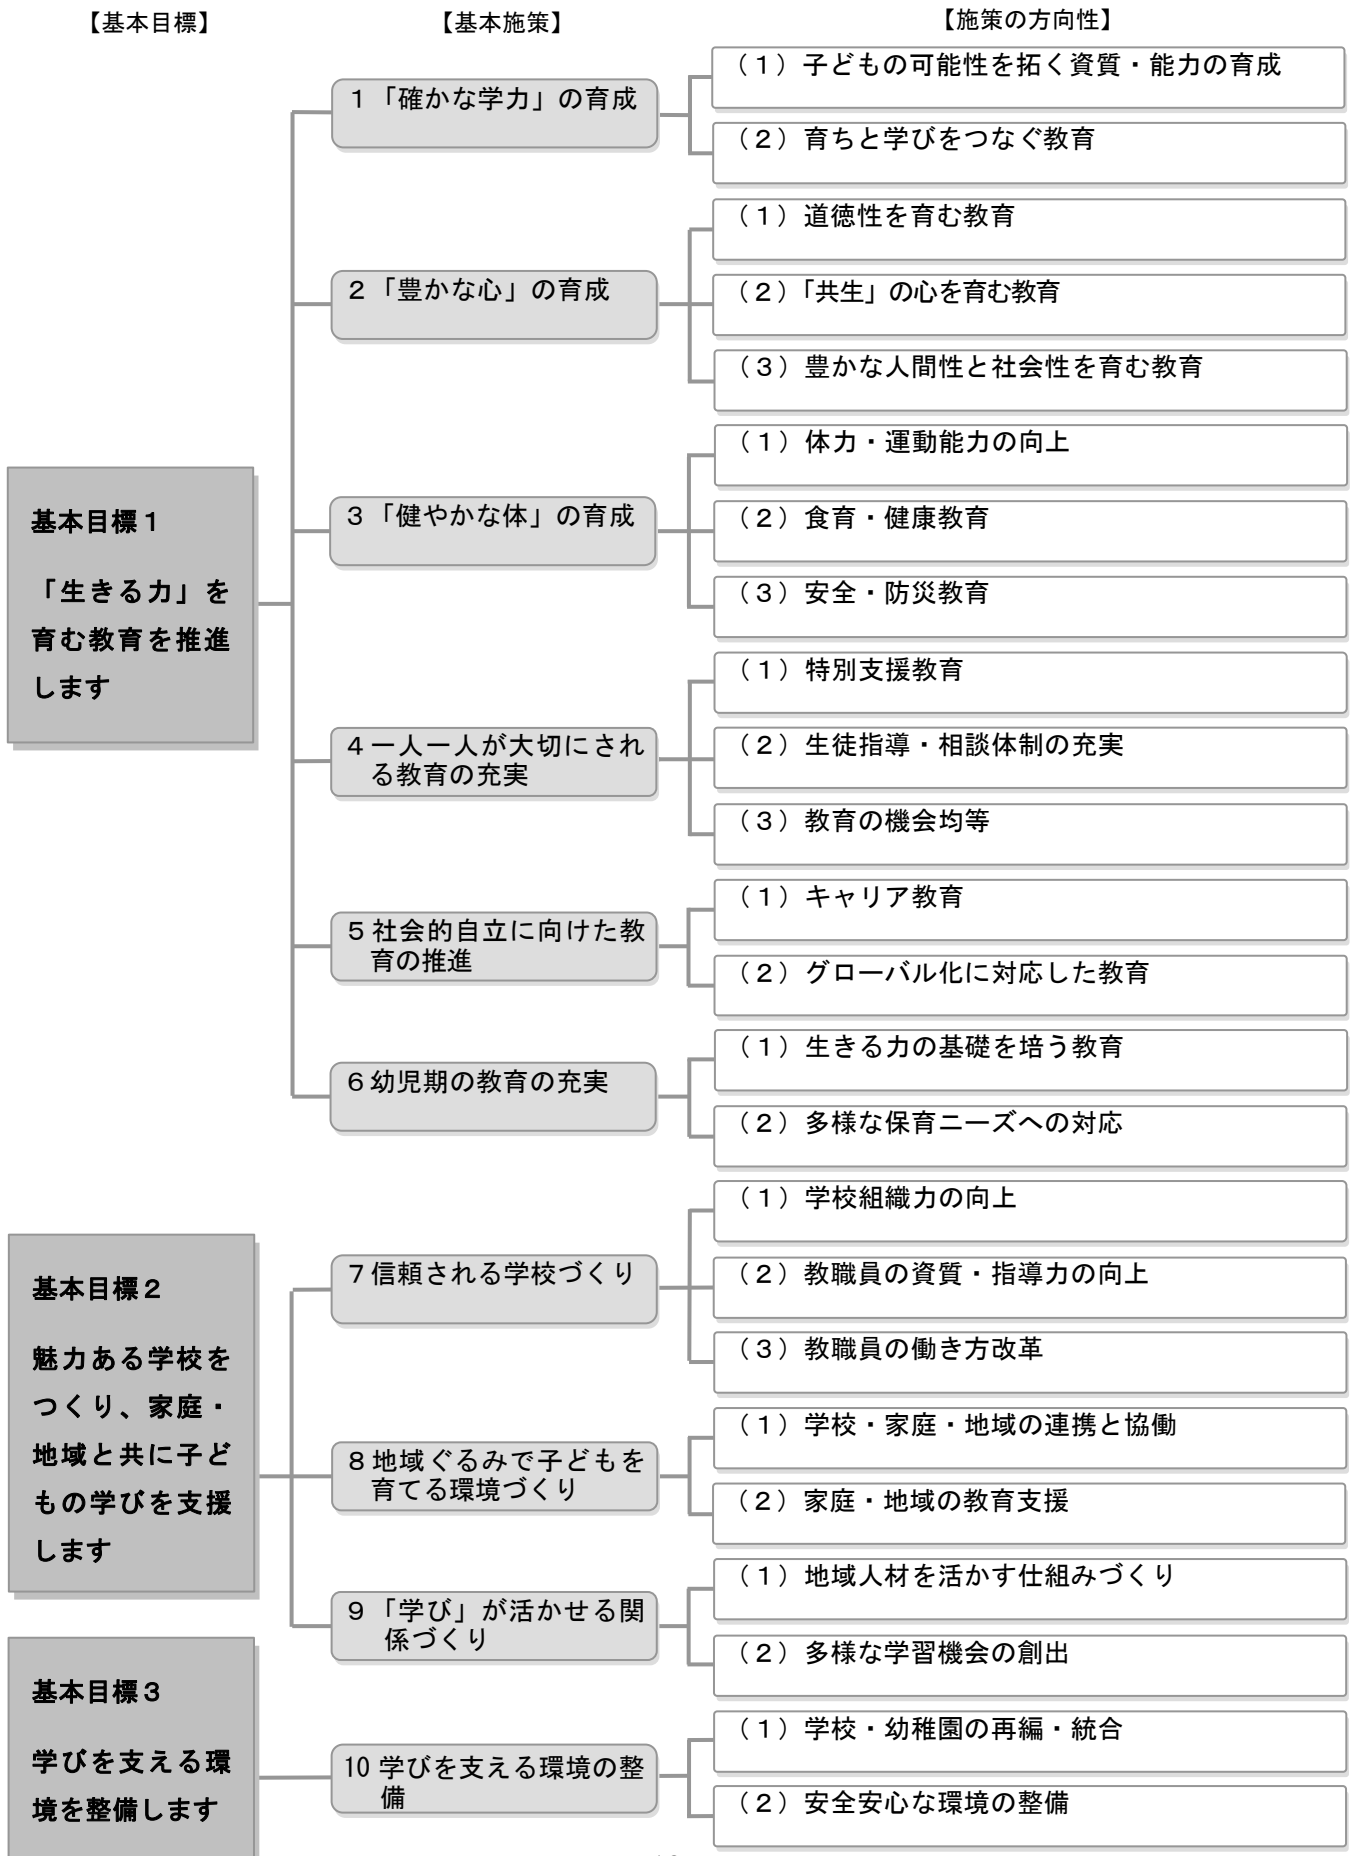 【基本目標】
【基本施策】
【施策の方向性】
基本目標１
「生きる力」を
育む教育を推進
します
１「確かな学力」の育成
（１）子どもの可能性を拓く資質・能力の育成
（２）育ちと学びをつなぐ教育
２「豊かな心」の育成
（１）道徳性を育む教育
（２）「共生」の心を育む教育
（３）豊かな人間性と社会性を育む教育
３「健やかな体」の育成
（１）体力・運動能力の向上
（２）食育・健康教育
（３）安全・防災教育
４一人一人が大切にされ
る教育の充実
（１）特別支援教育
（２）生徒指導・相談体制の充実
（３）教育の機会均等
５社会的自立に向けた教
育の推進
（１）キャリア教育
（２）グローバル化に対応した教育
６幼児期の教育の充実
（１）生きる力の基礎を培う教育
（２）多様な保育ニーズへの対応
基本目標２
魅力ある学校を
つくり、家庭・
地域と共に子ど
もの学びを支援
します
７信頼される学校づくり
（１）学校組織力の向上
（２）教職員の資質・指導力の向上
（３）教職員の働き方改革
８地域ぐるみで子どもを
育てる環境づくり
（１）学校・家庭・地域の連携と協働
（２）家庭・地域の教育支援
９「学び」が活かせる関
係づくり
（１）地域人材を活かす仕組みづくり
（２）多様な学習機会の創出
基本目標３
学びを支える環
境を整備します
10 学びを支える環境の整
備
（１）学校・幼稚園の再編・統合
（２）安全安心な環境の整備